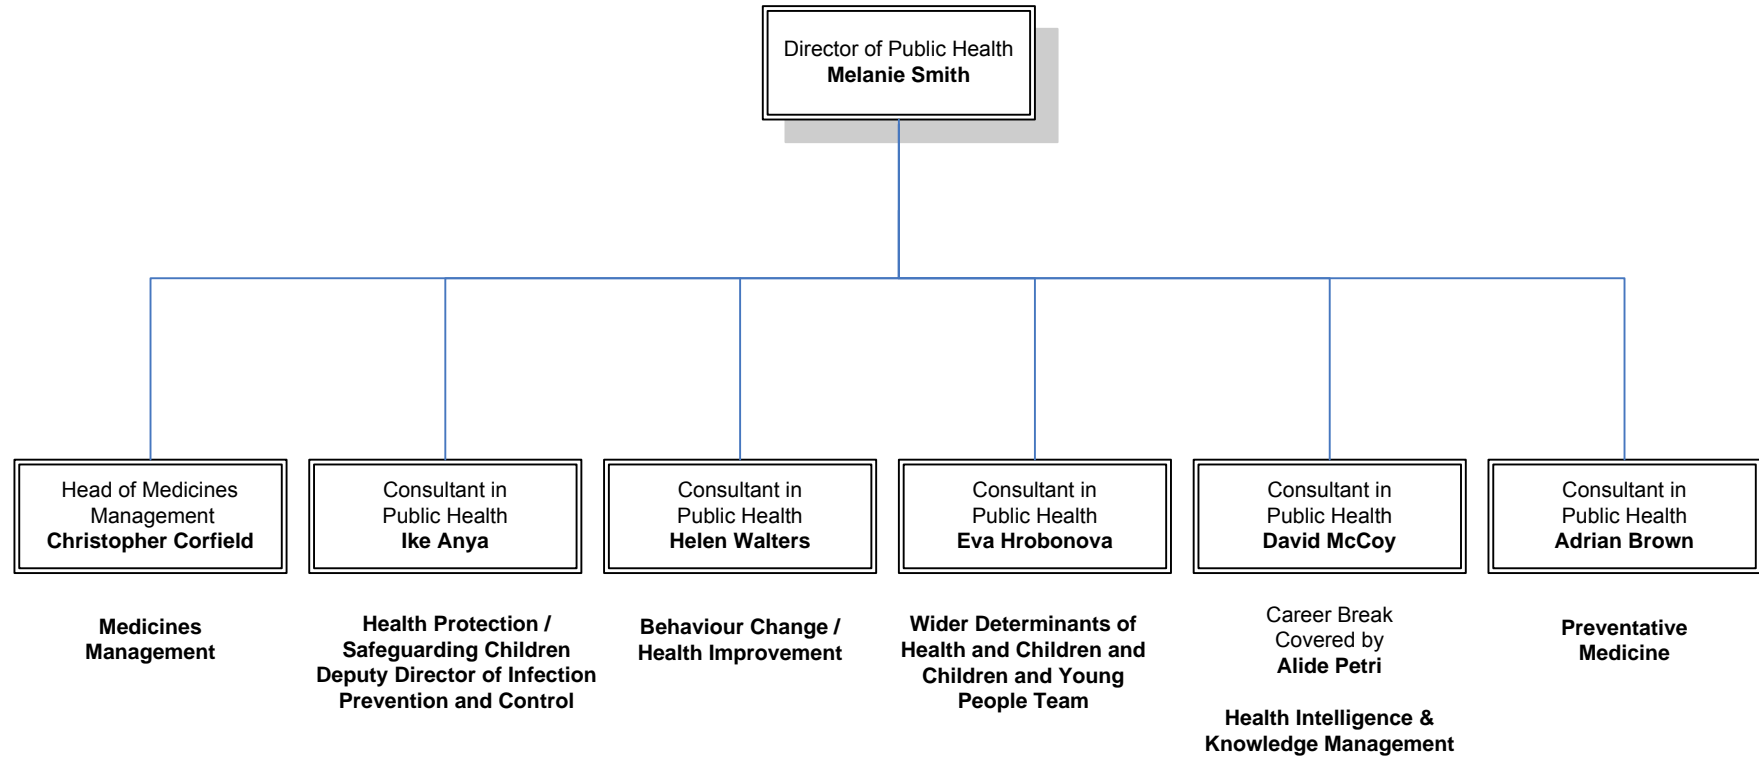 Director of Public Health
Melanie Smith
Head of Medicines
Management
Christopher Corfield
Consultant in
Public Health
Ike Anya
Consultant in
Public Health
Helen Walters
Consultant in
Public Health
Eva Hrobonova
Consultant in
Public Health
David McCoy
Consultant in
Public Health
Adrian Brown
Medicines
Management
Health Protection /
Safeguarding Children
Deputy Director of Infection
Prevention and Control
Behaviour Change /
Health Improvement
Wider Determinants of
Health and Children and
Children and Young
People Team
Career Break
Covered by
Alide Petri
Health Intelligence &
Knowledge Management
Preventative
Medicine